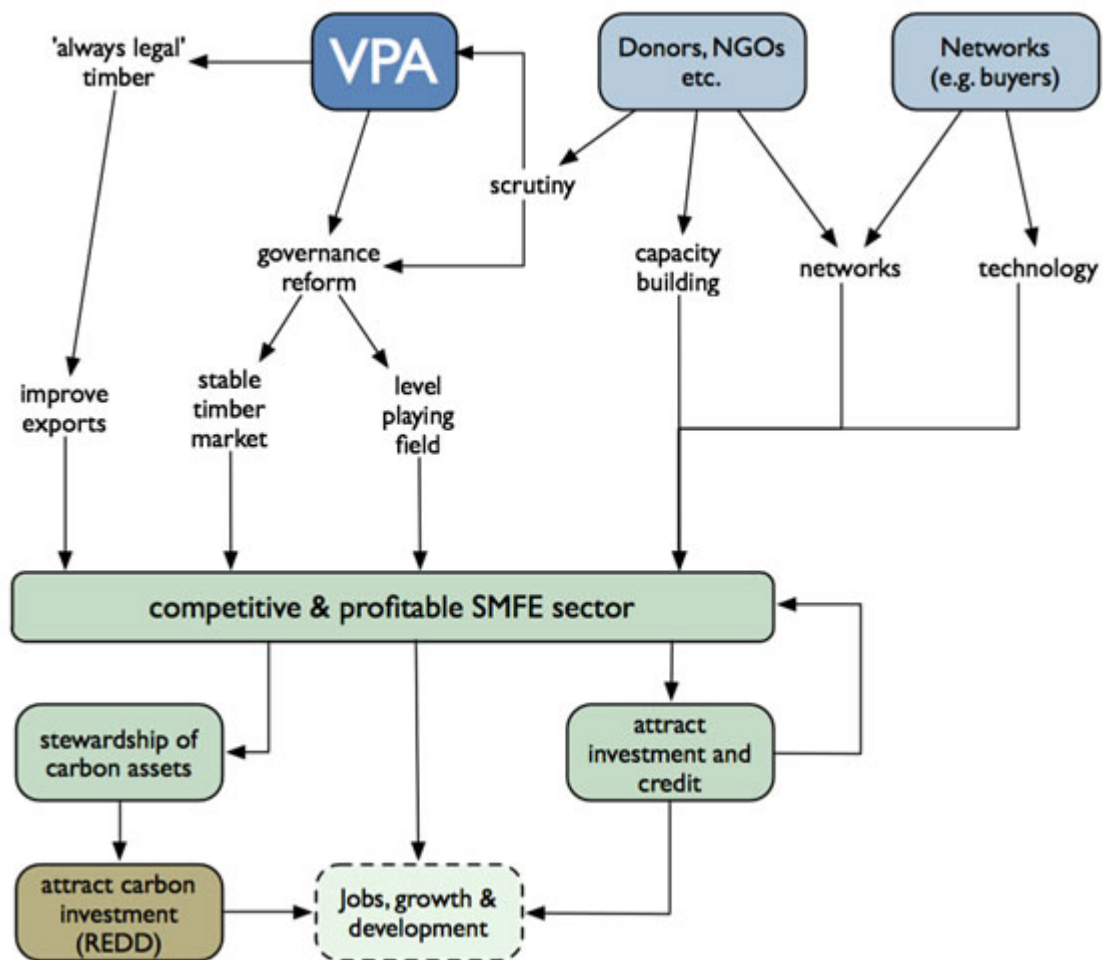 'always legal'
timber
VPA
Donors, NGOs
etc.
Networks
(e.g. buyers)
scrutiny
governance
reform
capacity
building
networks
technology
improve
exports
stable
timber
market
level
playing
field
competitive & profitable SMFE sector
stewardship of
carbon assets
attract
investment and
credit
attract carbon
investment
(REDD)
Jobs, growth &
development